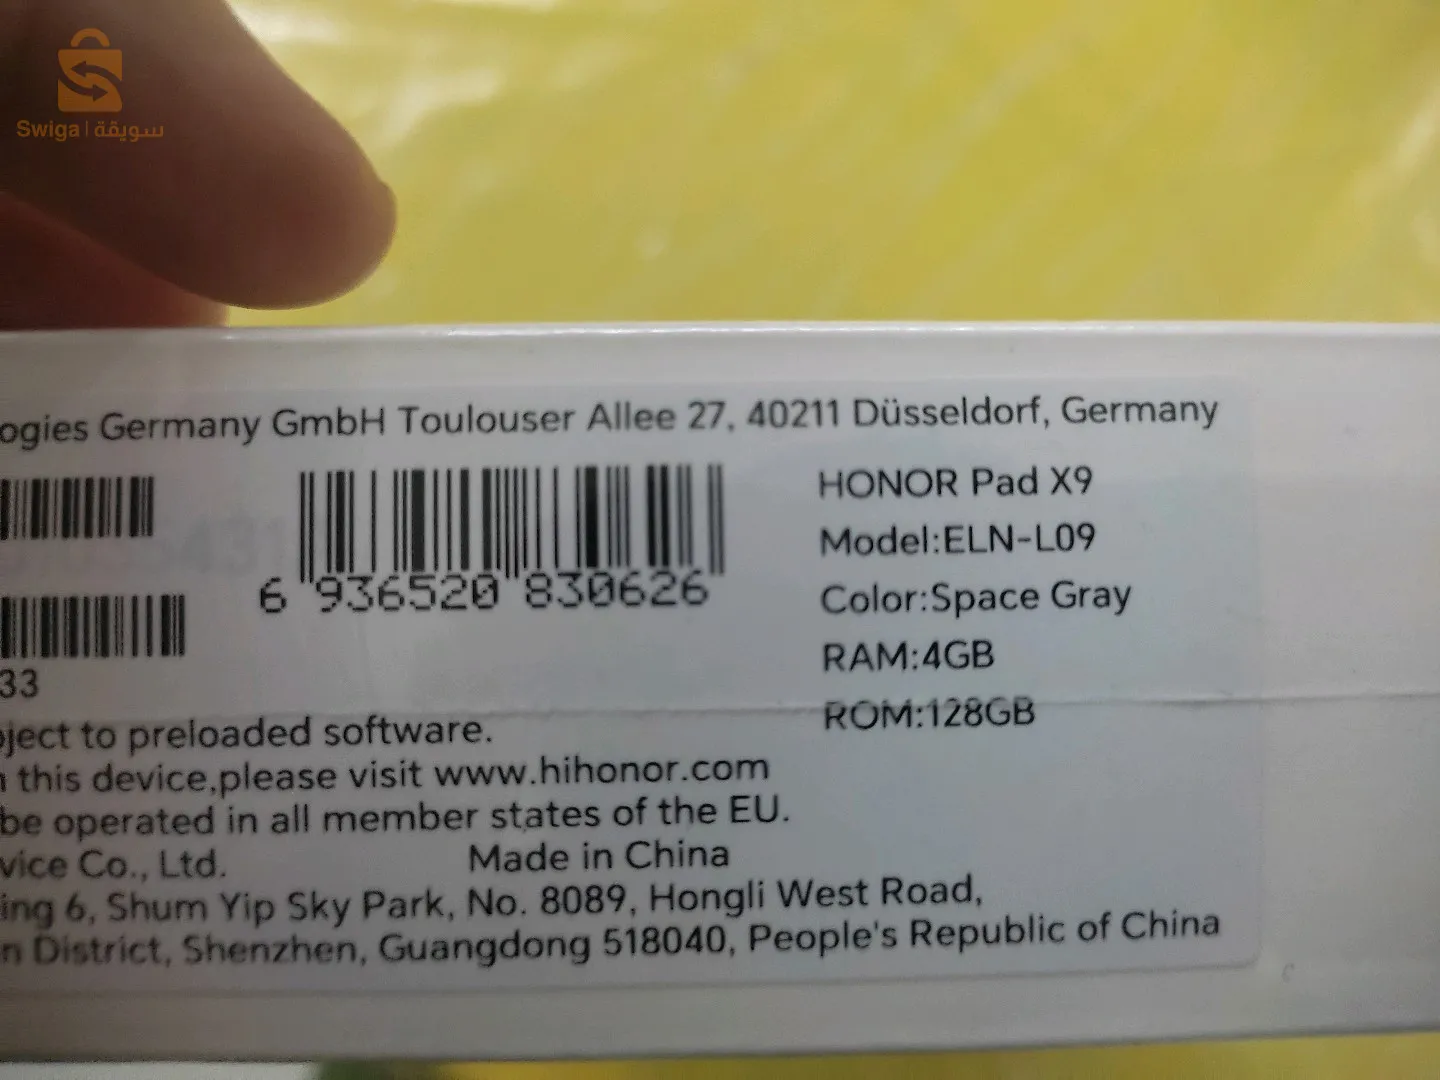 Swiga | سويقة
ogies Germany GmbH Toulouser Allee 27, 40211 Düsseldorf, Germany
HONOR Pad X9
Model:ELN-L09
6 936520 830626
Color:Space Gray
RAM:4GB
33
ROM:128GB
ject to preloaded software.
this device,please visit www.hihonor.com
be operated in all member states of the EU.
vice Co., Ltd. Made in China
ing 6, Shum Yip Sky Park, No. 8089, Hongli West Road,
n District, Shenzhen, Guangdong 518040, People's Republic of China